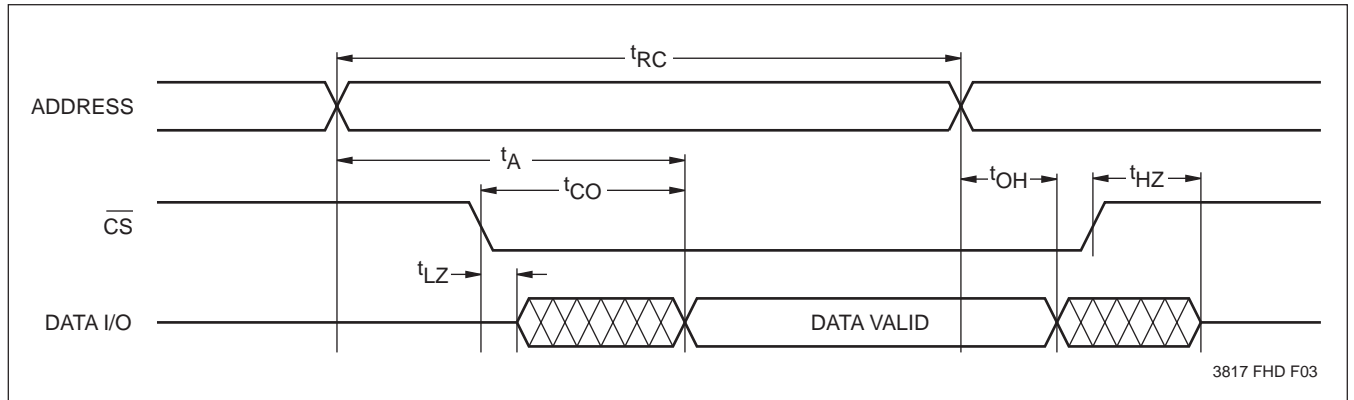 tRC
ADDRESS
tA
tCO
tOH
tHZ
CS
tLZ
DATA I/O
DATA VALID
3817 FHD F03